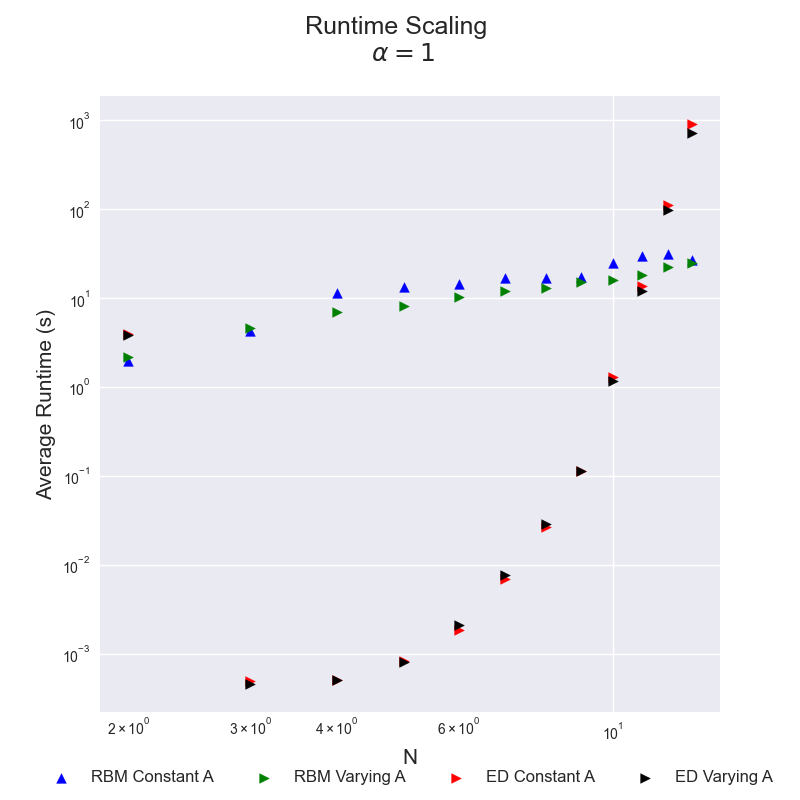 Runtime Scaling
α = 1
Average Runtime (s)
10³
10²
10¹
10⁰
10⁻¹
10⁻²
10⁻³
2 × 10⁰ 3 × 10⁰ 4 × 10⁰ 6 × 10⁰ 10¹
N
RBM Constant A RBM Varying A ED Constant A ED Varying A